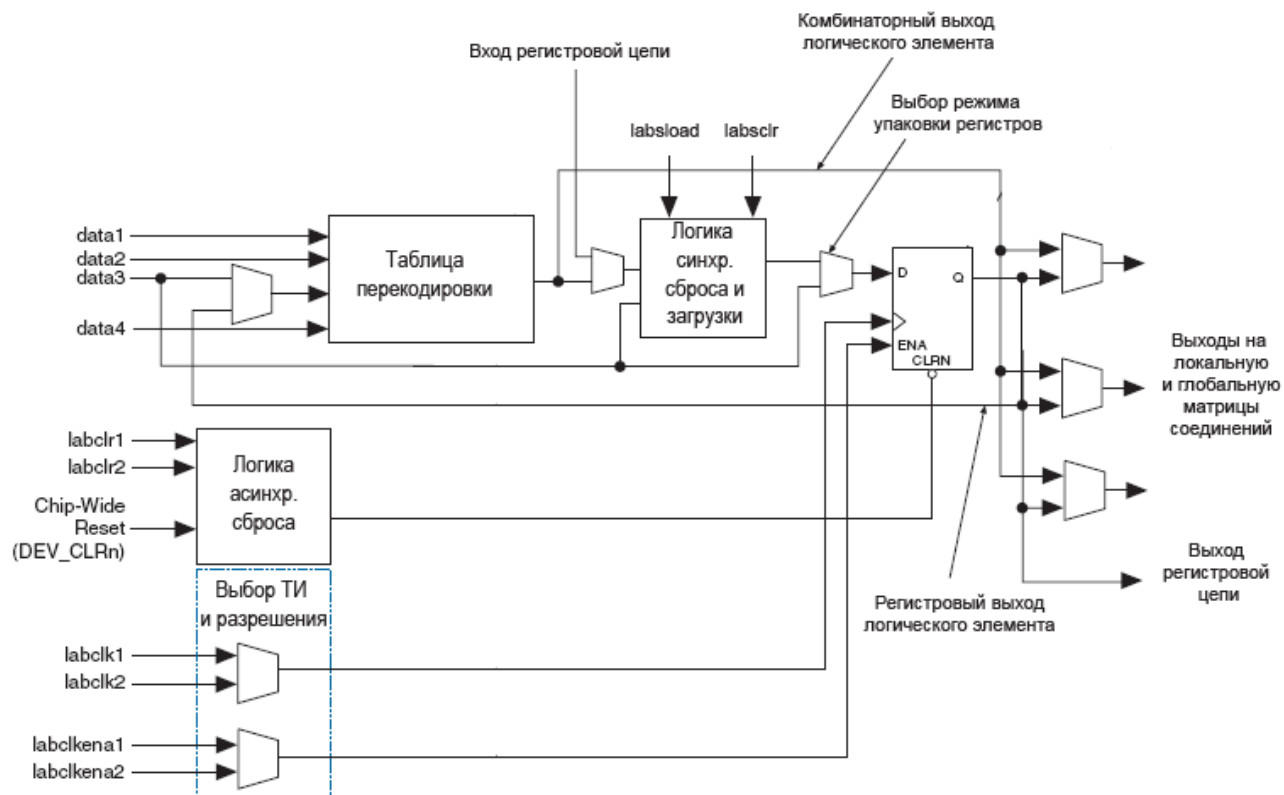 Комбинаторный выход
логического элемента
Вход регистровой цепи
Выбор режима
упаковки регистров
labsload
labsclr
data1
data2
data3
data4
Таблица
перекодировки
Логика
синхр.
сброса и
загрузки
D
Q
ENA
CLRN
Выходы на
локальную
и глобальную
матрицы
соединений
labclr1
labclr2
Chip-Wide
Reset
(DEV_CLRn)
Логика
асинхр.
сброса
Выход
регистровой
цепи
Выбор ТИ
и разрешения
Регистровый выход
логического элемента
labclk1
labclk2
labclkena1
labclkena2